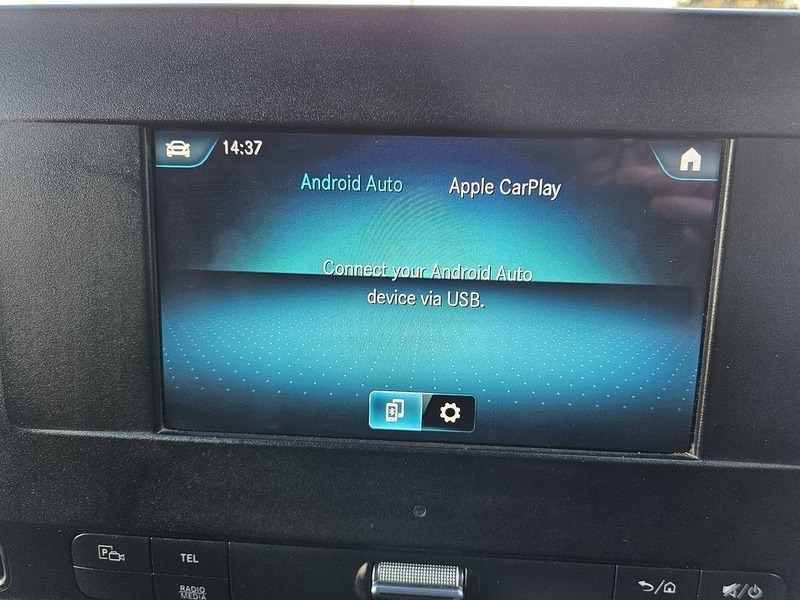 14:37
Android Auto Apple CarPlay
Connect your Android Auto
device via USB.
P
TEL
RADIO
MEDIA